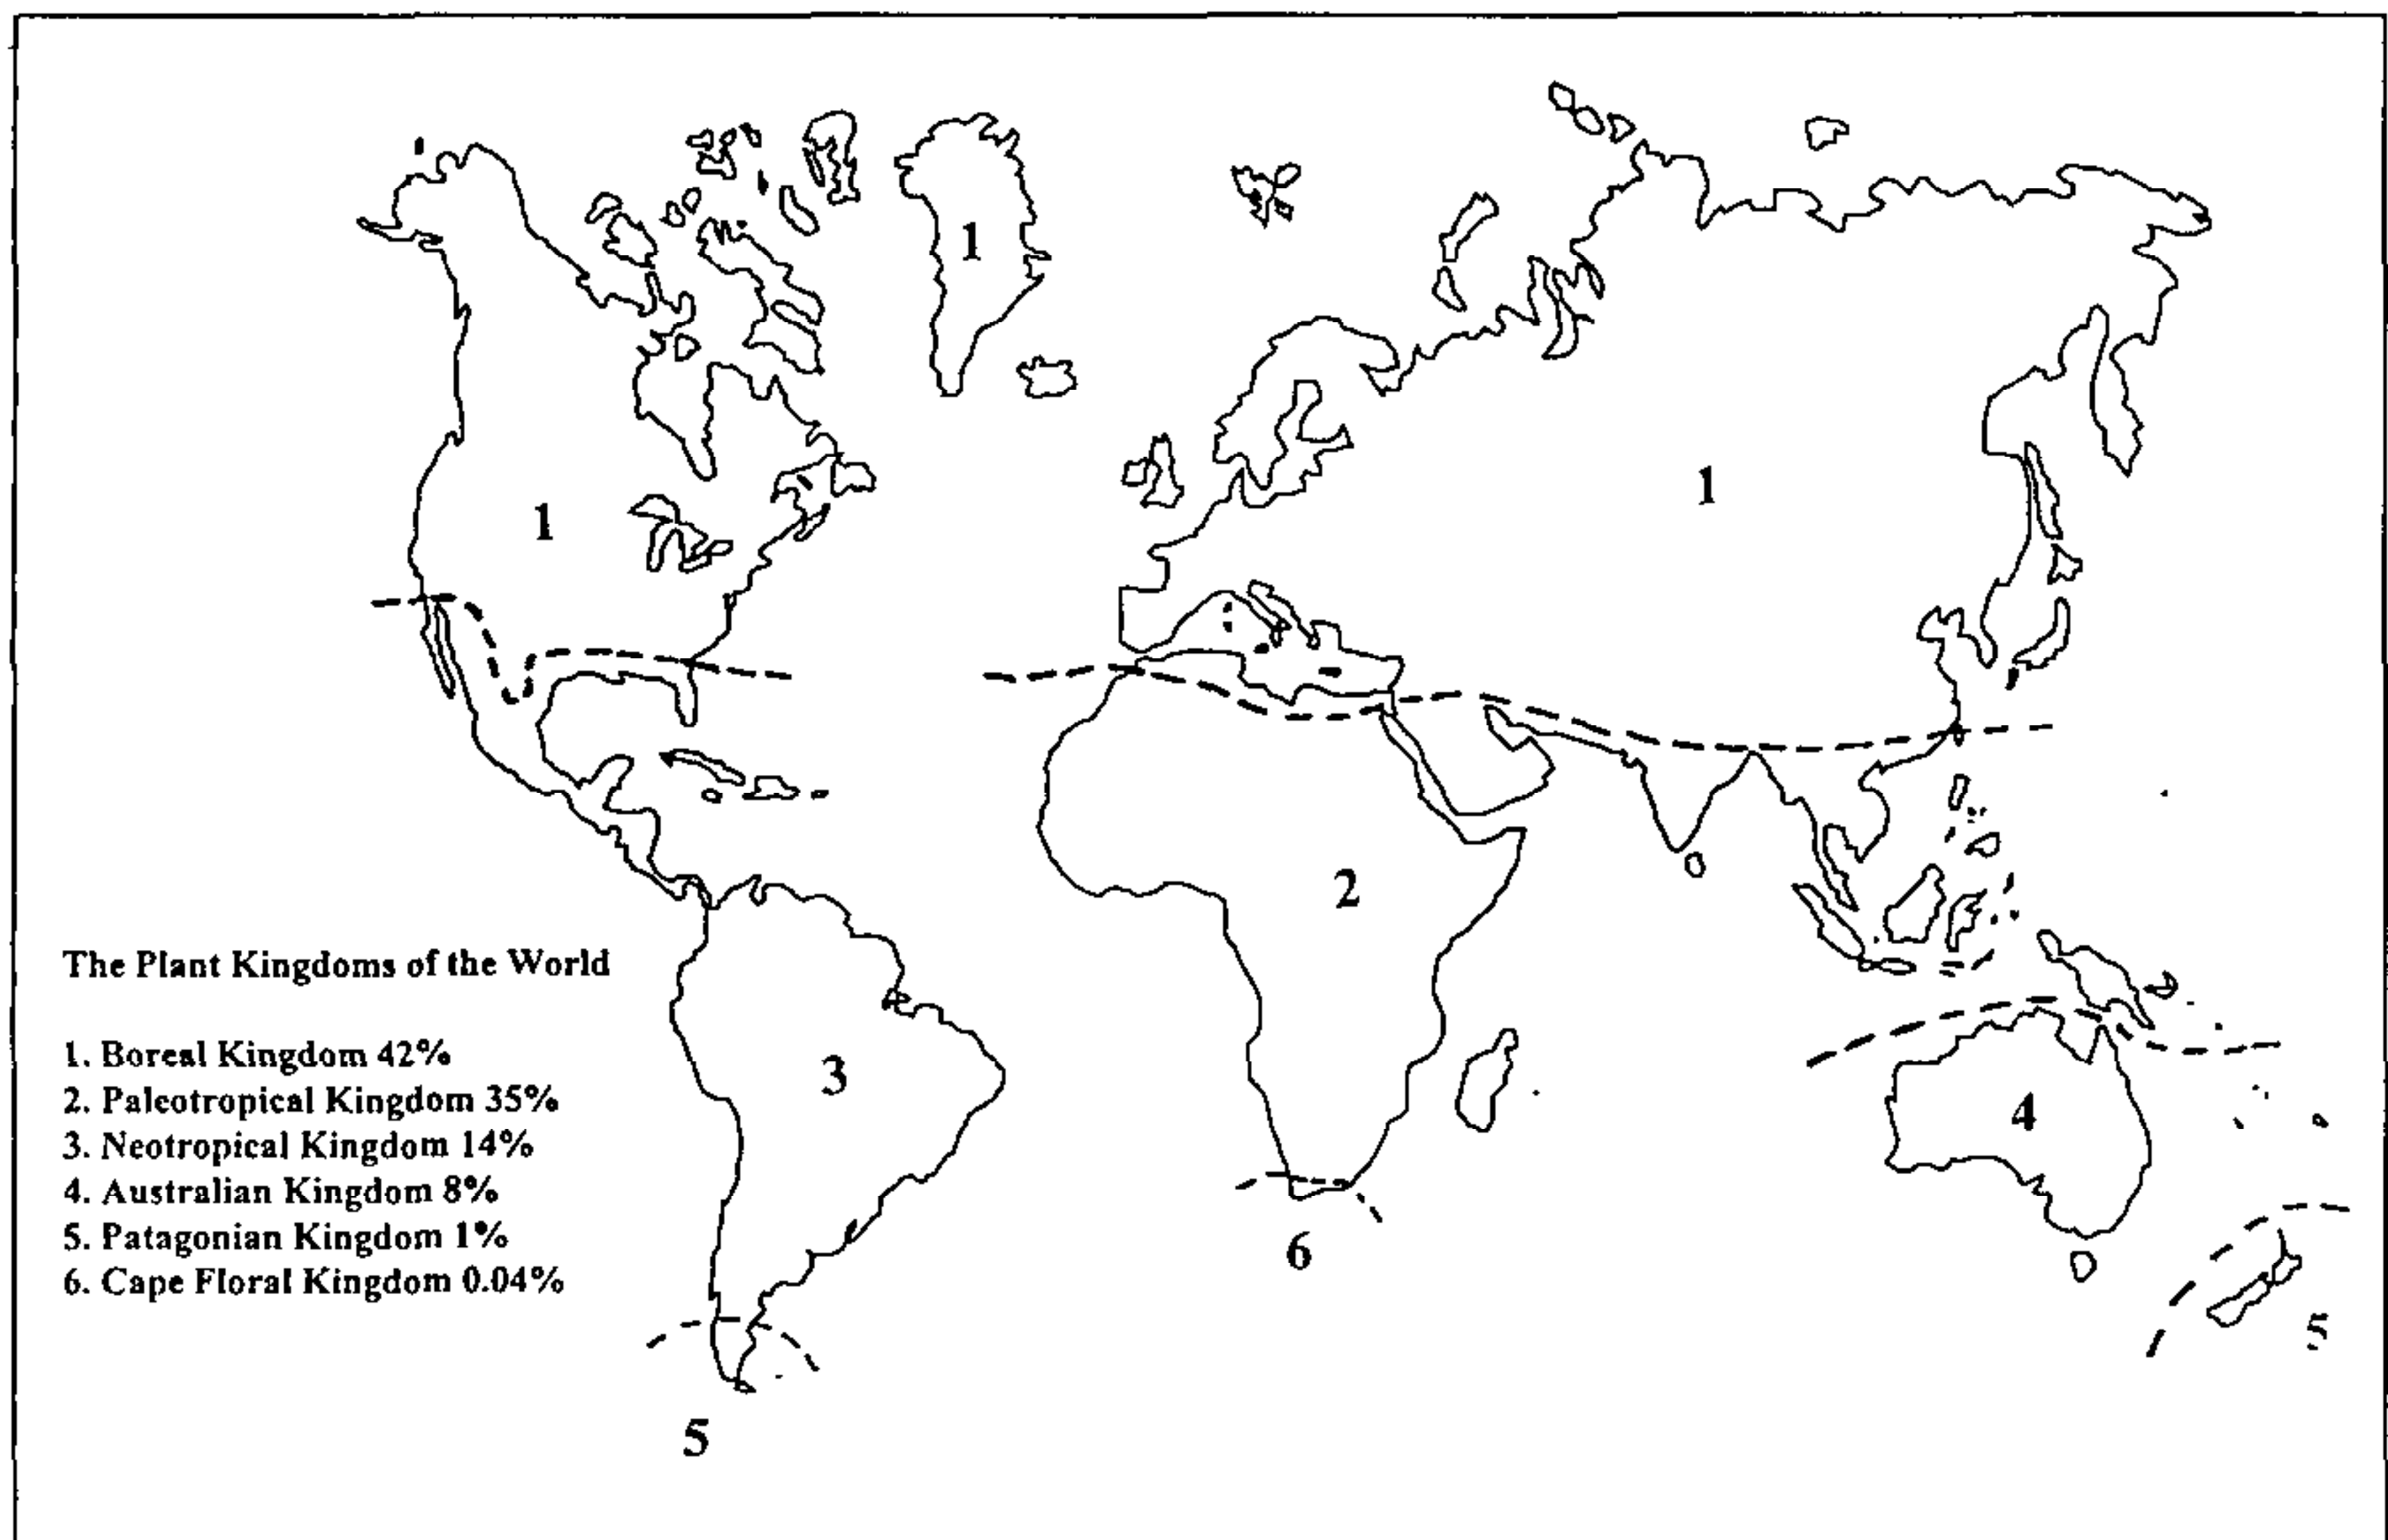 1
1
1
2
The Plant Kingdoms of the World
1. Boreal Kingdom 42%
2. Paleotropical Kingdom 35%
3. Neotropical Kingdom 14%
4. Australian Kingdom 8%
5. Patagonian Kingdom 1%
6. Cape Floral Kingdom 0.04%
3
4
6
5
5